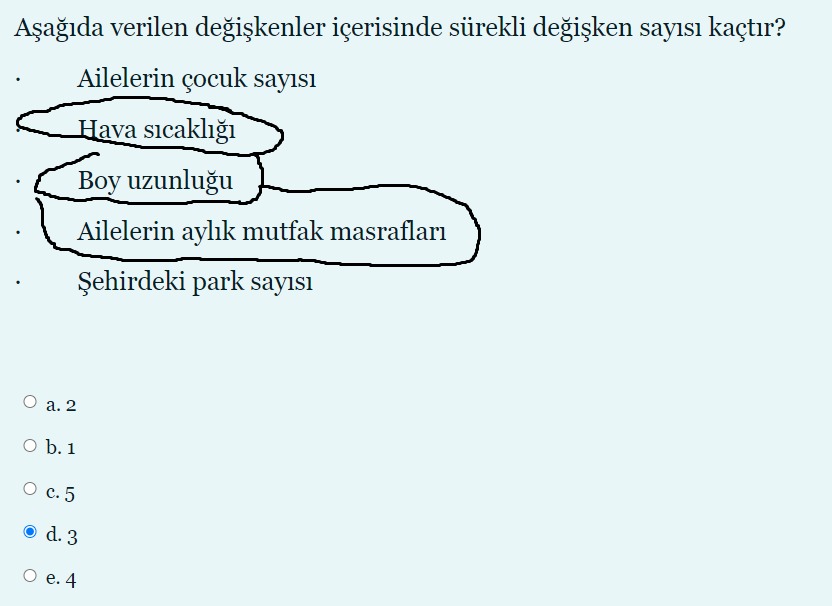 Aşağıda verilen değişkenler içerisinde sürekli değişken sayısı kaçtır?
· Ailelerin çocuk sayısı
· Hava sıcaklığı
· Boy uzunluğu
· Ailelerin aylık mutfak masrafları
· Şehirdeki park sayısı
a. 2
b. 1
c. 5
d. 3
e. 4